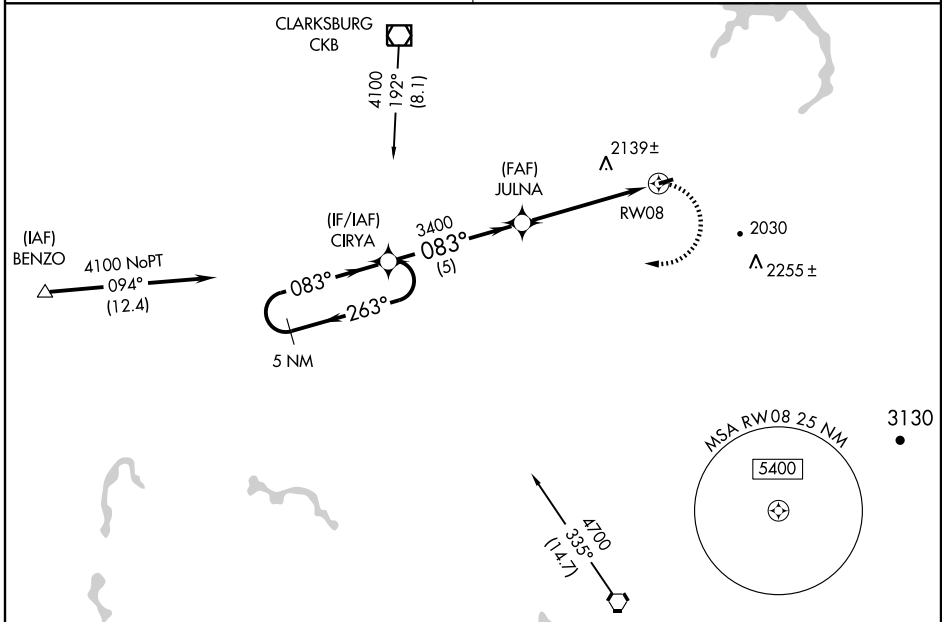 CLARKSBURG
CKB
4100
192°
(8.1)
2139±
(FAF)
JULNA
RW08
(IF/IAF)
CIRYA
3400
083°
(5)
2030
2255±
(IAF)
BENZO
4100 NoPT
094°
(12.4)
083°
263°
5 NM
MSA RW08 25 NM
5400
3130
4700
335°
(14.7)